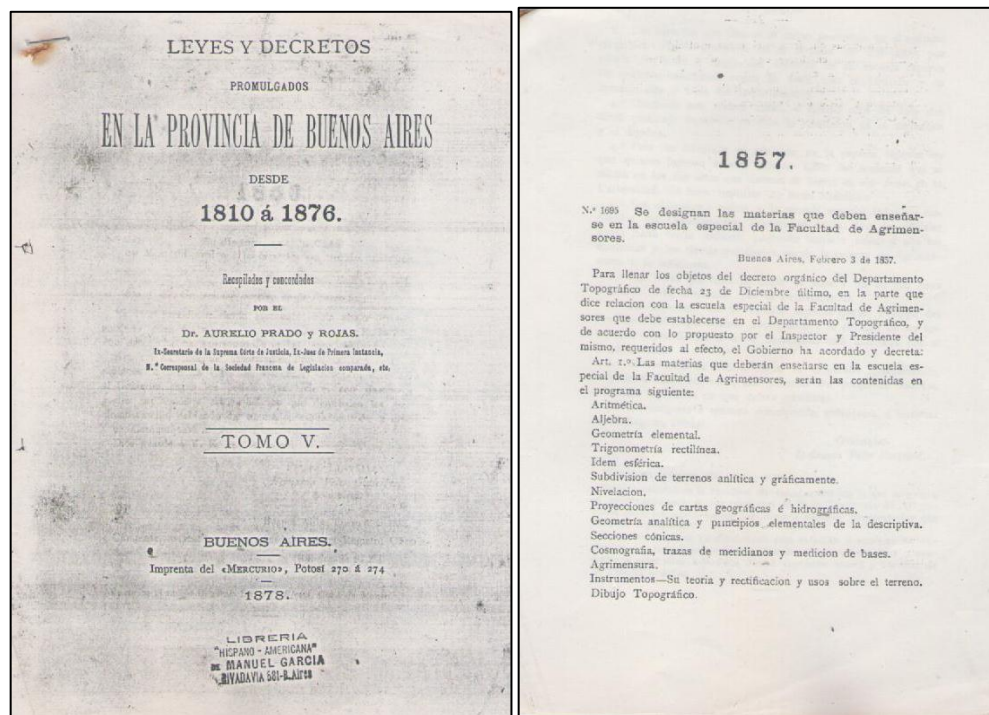 LEYES Y DECRETOS
PROMULGADOS
EN LA PROVINCIA DE BUENOS AIRES
DESDE
1810 á 1876.
Recopilados y concordados
POR EL
Dr. AURELIO PRADO y ROJAS.
Ex-Secretario de la Suprema Córte de Justicia, Ex-Juez de Primera Instancia,
M.º Corresponsal de la Sociedad Francesa de Legislacion comparada, etc.
TOMO V.
BUENOS AIRES.
Imprenta del «MERCURIO», Potosí 270 á 274
1878.
LIBRERIA
"HISPANO - AMERICANA"
DE MANUEL GARCIA
RIVADAVIA 581-B. Aires
1857.
N.º 1695 Se designan las materias que deben enseñar-
se en la escuela especial de la Facultad de Agrimen-
sores.
Buenos Aires, Febrero 3 de 1857.
Para llenar los objetos del decreto orgánico del Departamento
Topográfico de fecha 23 de Diciembre último, en la parte que
dice relacion con la escuela especial de la Facultad de Agrimen-
sores que debe establecerse en el Departamento Topográfico, y
de acuerdo con lo propuesto por el Inspector y Presidente del
mismo, requeridos al efecto, el Gobierno ha acordado y decreta:
Art. 1.º Las materias que deberán enseñarse en la escuela es-
pecial de la Facultad de Agrimensores, serán las contenidas en
el programa siguiente:
Aritmética.
Aljebra.
Geometría elemental.
Trigonometría rectilínea.
Idem esférica.
Subdivision de terrenos anlítica y gráficamente.
Nivelacion.
Proyecciones de cartas geográficas é hidrográficas.
Geometría analítica y principios elementales de la descriptiva.
Secciones cónicas.
Cosmografia, trazas de meridianos y medicion de bases.
Agrimensura.
Instrumentos—Su teoria y rectificacion y usos sobre el terreno.
Dibujo Topográfico.